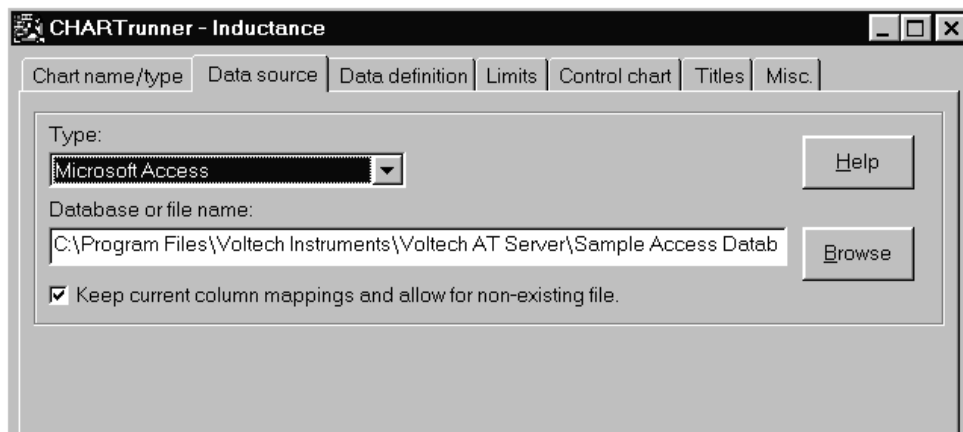 CHARTrunner - Inductance
Chart name/type Data source Data definition Limits Control chart Titles Misc.
Type:
Microsoft Access
Help
Database or file name:
C:\Program Files\Voltech Instruments\Voltech AT Server\Sample Access Datab
Browse
Keep current column mappings and allow for non-existing file.